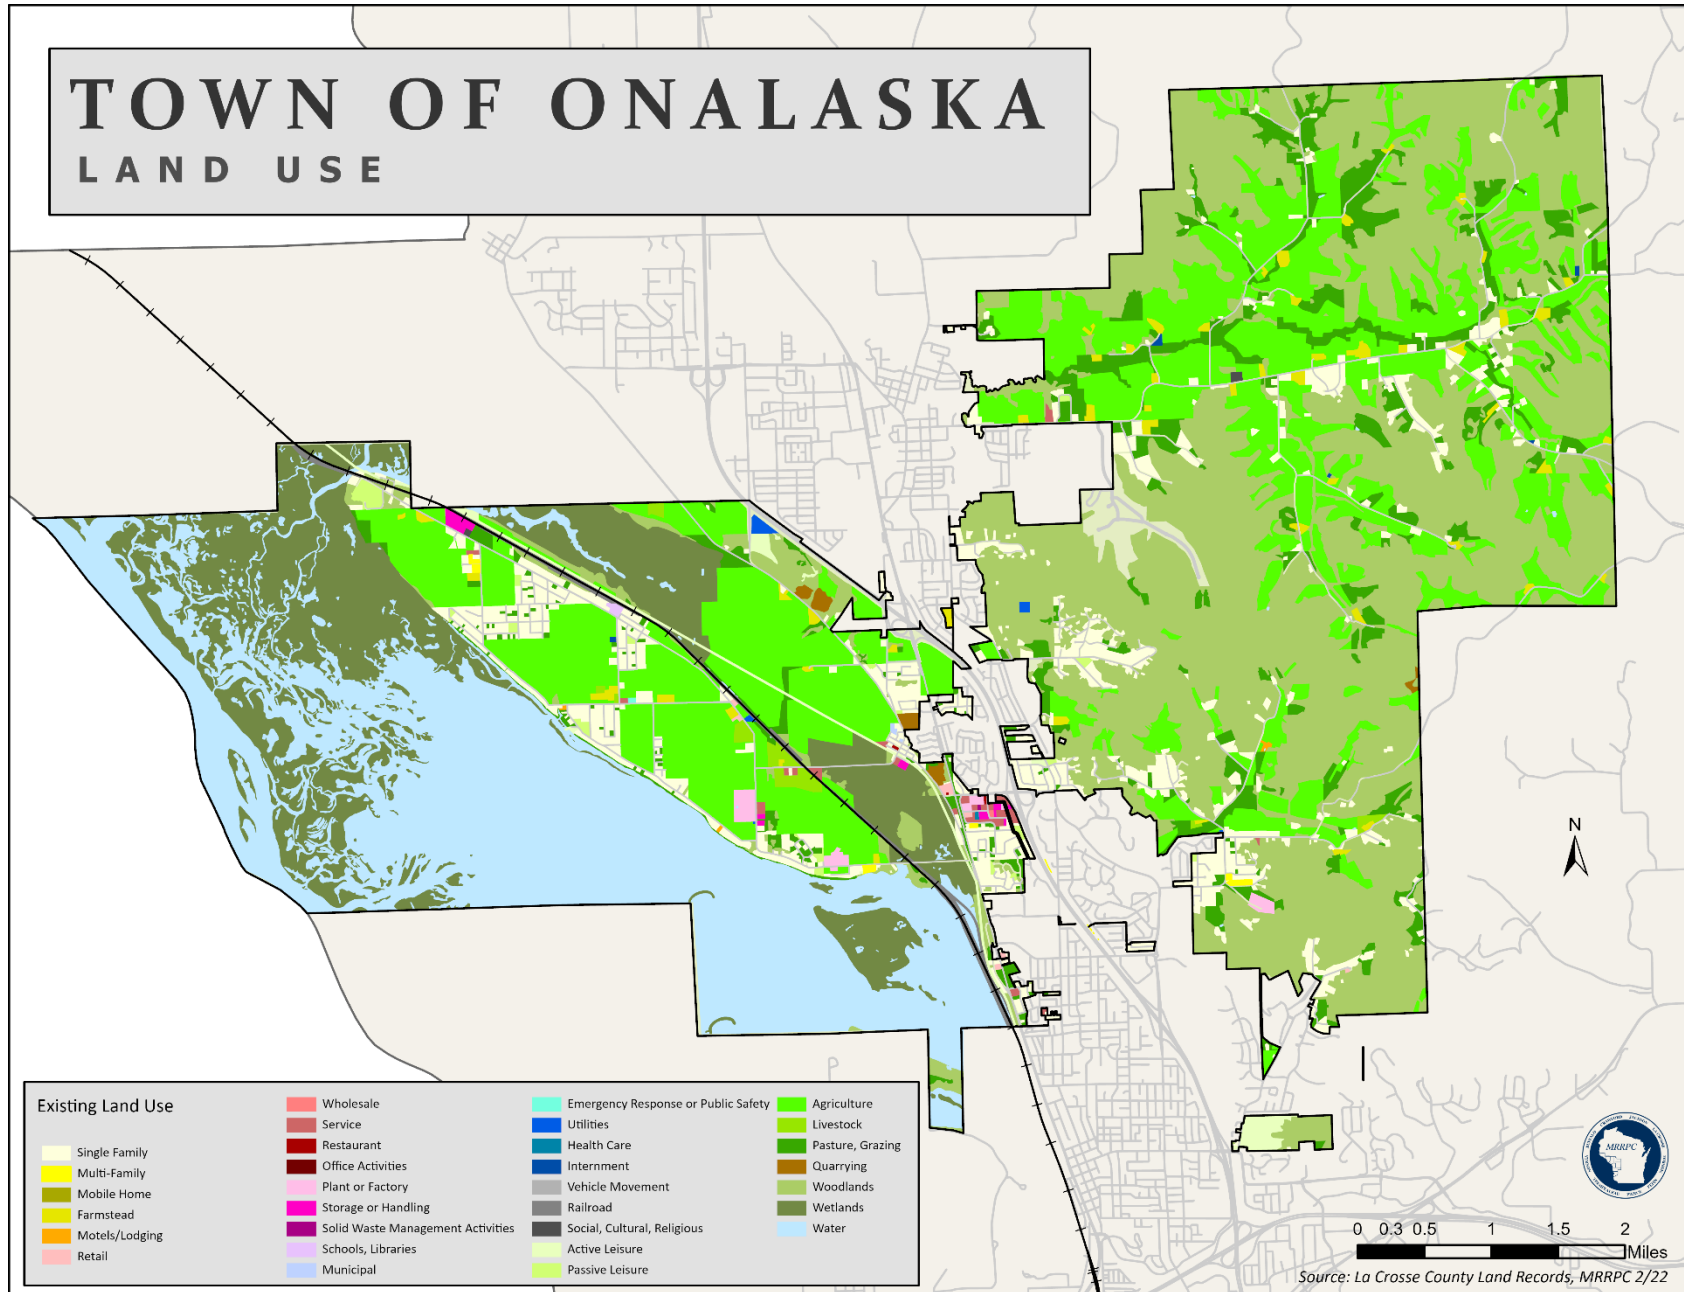 TOWN OF ONALASKA
LAND USE
Existing Land Use
Single Family
Multi-Family
Mobile Home
Farmstead
Motels/Lodging
Retail
Wholesale
Service
Restaurant
Office Activities
Plant or Factory
Storage or Handling
Solid Waste Management Activities
Schools, Libraries
Municipal
Emergency Response or Public Safety
Utilities
Health Care
Internment
Vehicle Movement
Railroad
Social, Cultural, Religious
Active Leisure
Passive Leisure
Agriculture
Livestock
Pasture, Grazing
Quarrying
Woodlands
Wetlands
Water
N
MRRPC
0 0.3 0.5 1 1.5 2
Miles
Source: La Crosse County Land Records, MRRPC 2/22